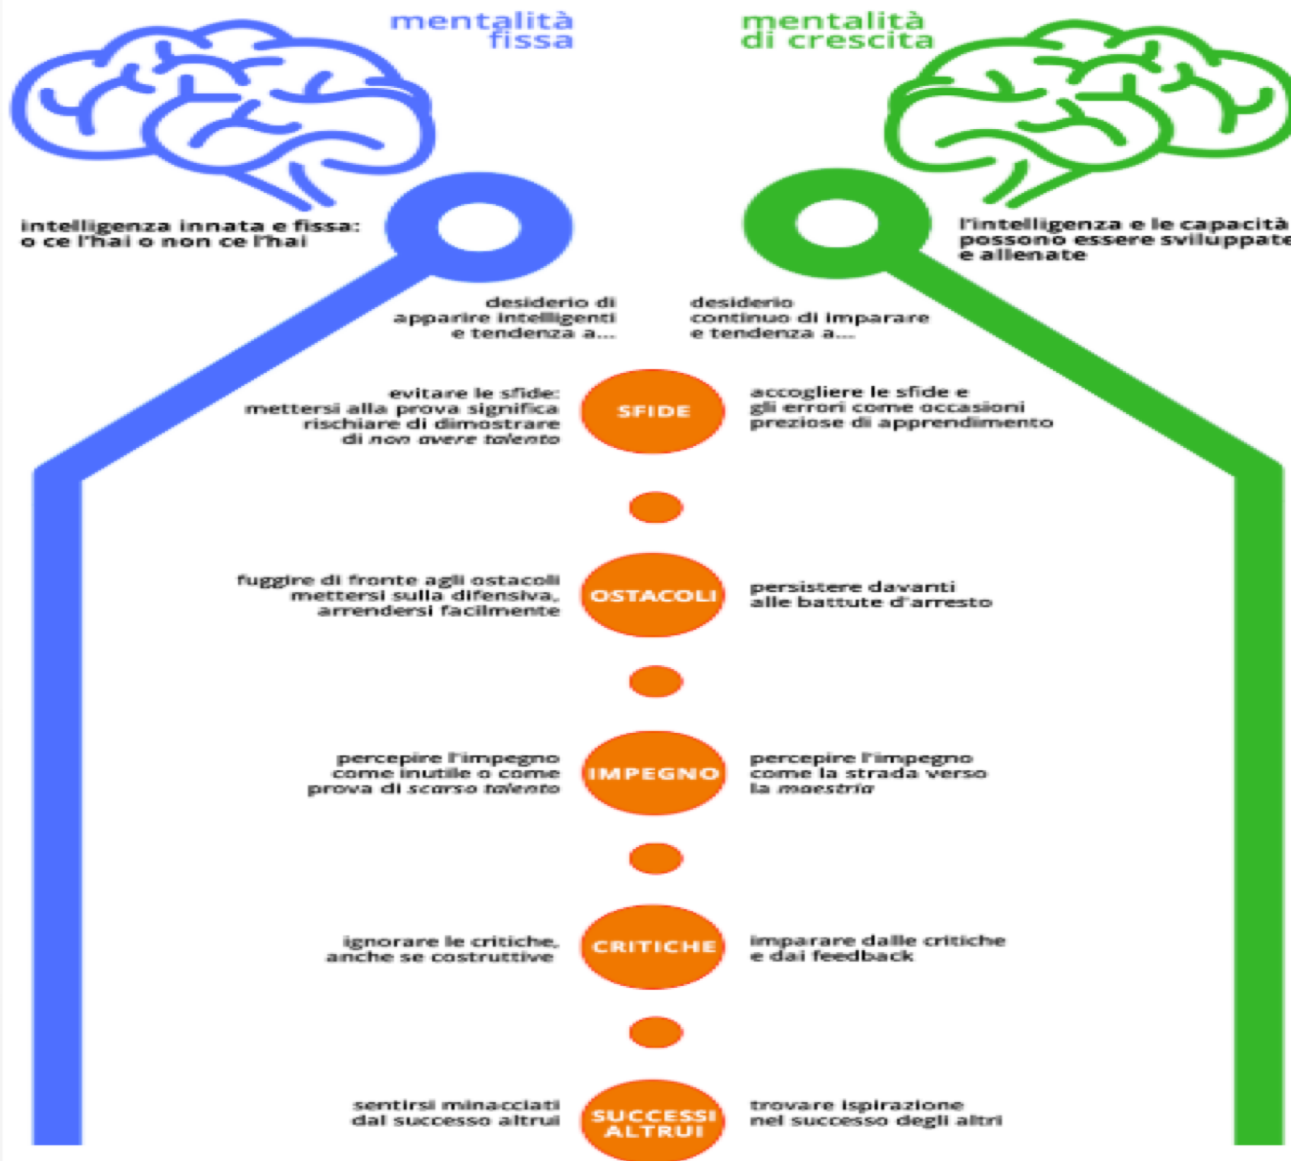 mentalità
fissa
mentalità
di crescita
intelligenza innata e fissa:
o ce l'hai o non ce l'hai
l'intelligenza e le capacità
possono essere sviluppate
e allenate
desiderio di
apparire intelligenti
e tendenza a...
desiderio
continuo di imparare
e tendenza a...
evitare le sfide:
mettersi alla prova significa
rischiare di dimostrare
di non avere talento
SFIDE
accogliere le sfide e
gli errori come occasioni
preziose di apprendimento
fuggire di fronte agli ostacoli
mettersi sulla difensiva,
arrendersi facilmente
OSTACOLI
persistere davanti
alle battute d'arresto
percepire l'impegno
come inutile o come
prova di scarso talento
IMPEGNO
percepire l'impegno
come la strada verso
la maestria
ignorare le critiche,
anche se costruttive
CRITICHE
imparare dalle critiche
e dai feedback
sentirsi minacciati
dal successo altrui
SUCCESSI
ALTRUI
trovare ispirazione
nel successo degli altri